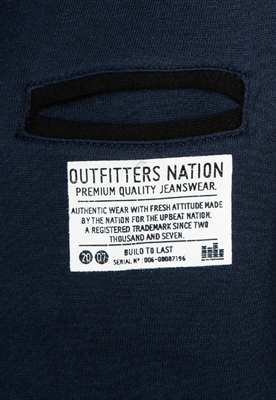 OUTFITTERS NATION
PREMIUM QUALITY JEANSWEAR.
AUTHENTIC WEAR WITH FRESH ATTITUDE MADE
BY THE NATION FOR THE UPBEAT NATION.
A REGISTERED TRADEMARK SINCE TWO
THOUSAND AND SEVEN.
20 07 BUILD TO LAST
SERIAL Nº: 006-00087196